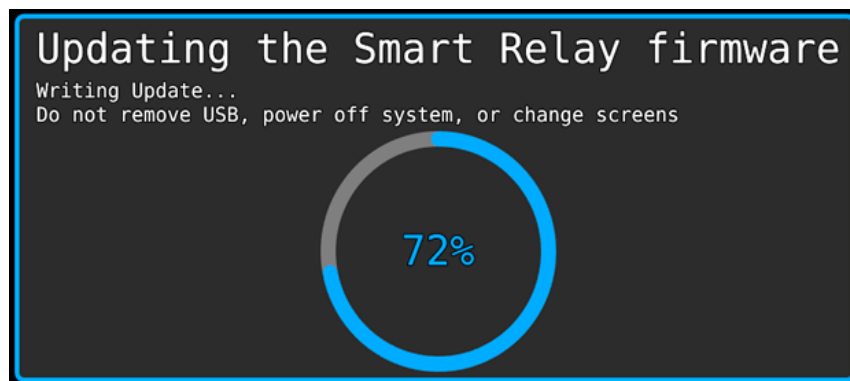 Updating the Smart Relay firmware
Writing Update...
Do not remove USB, power off system, or change screens
72%